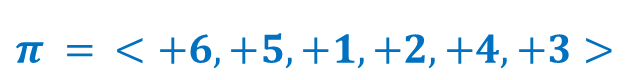 π = < +6, +5, +1, +2, +4, +3 >